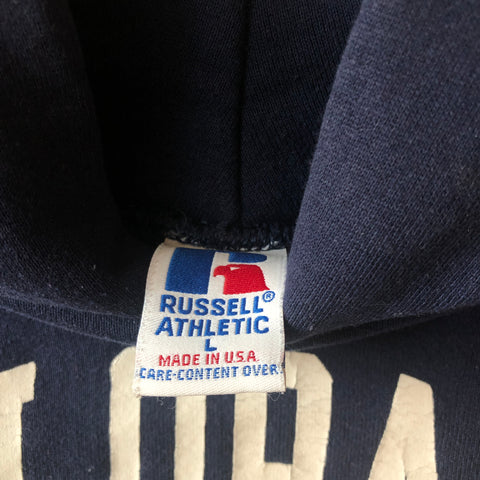 RUSSELL®
ATHLETIC
L
MADE IN U.S.A.
CARE-CONTENT OVER